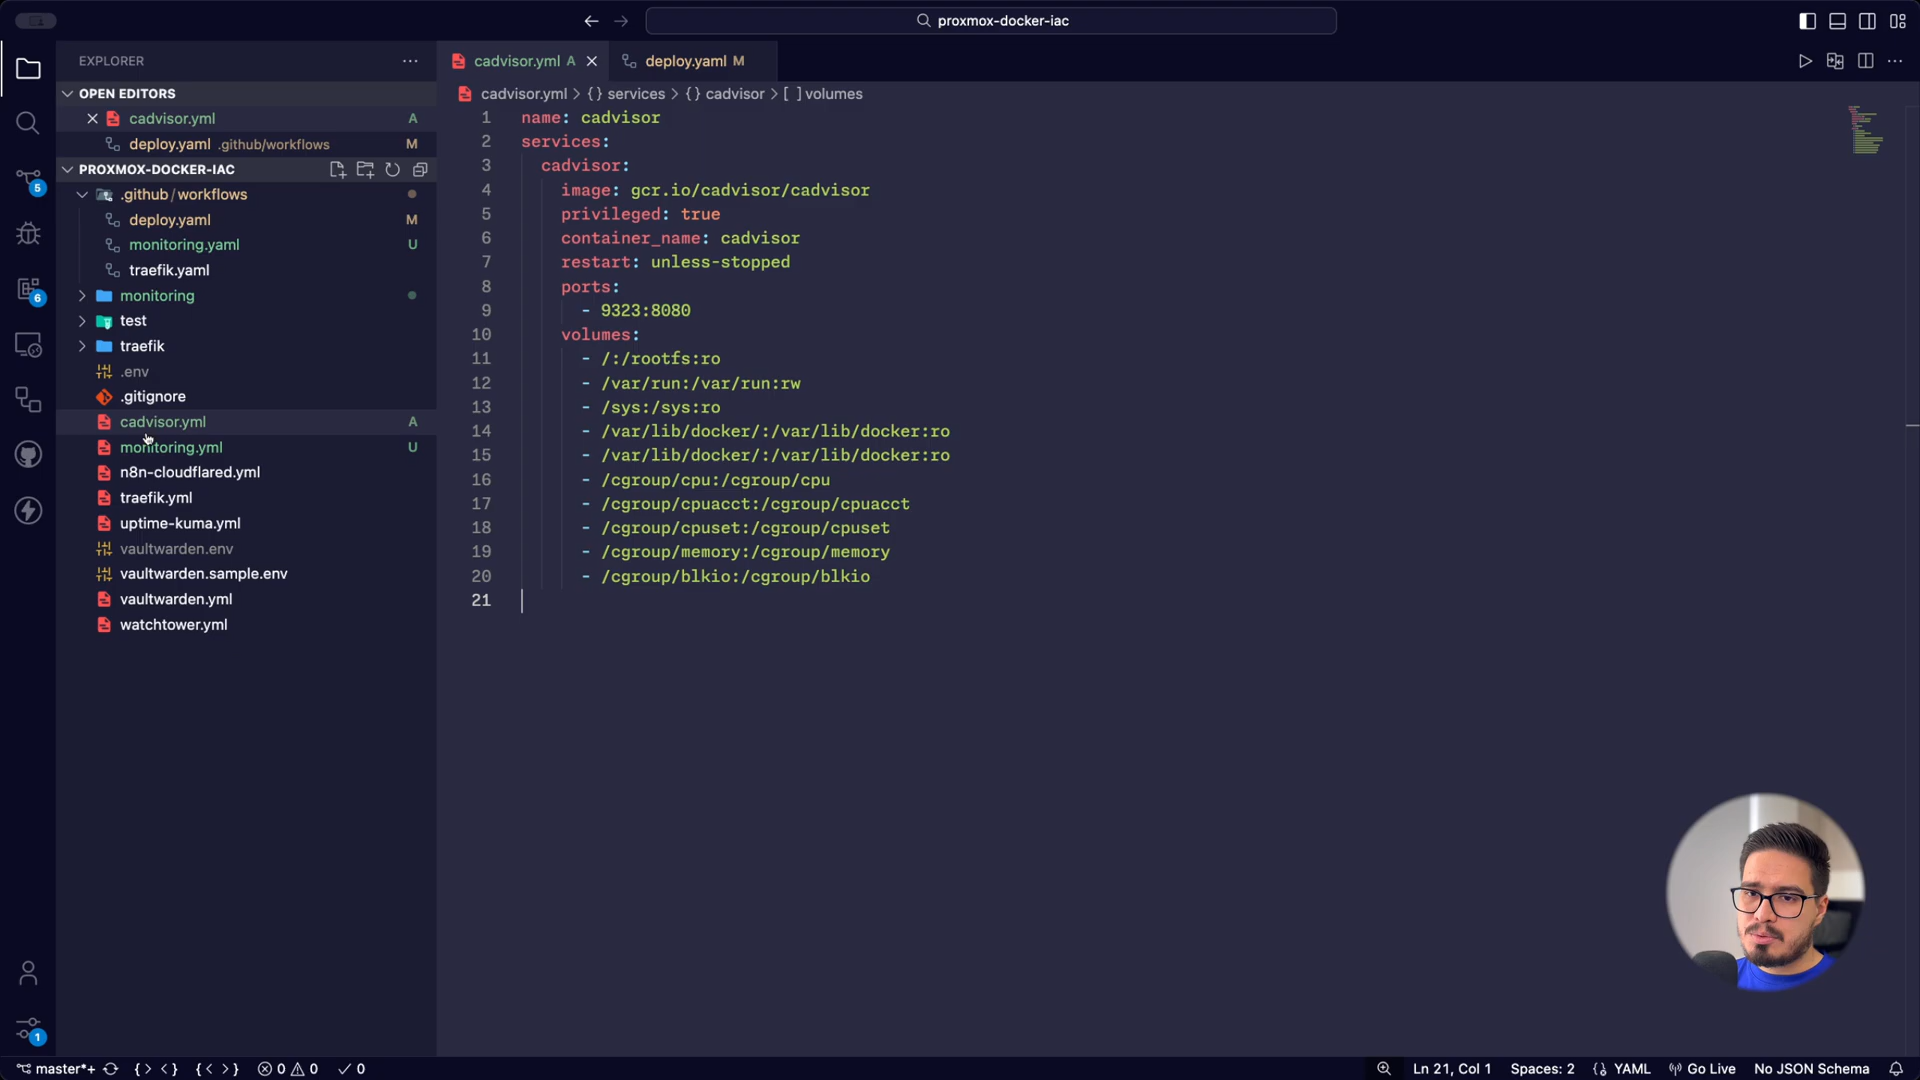 proxmox-docker-iac
EXPLORER
OPEN EDITORS
cadvisor.yml A
deploy.yaml .github/workflows M
PROXMOX-DOCKER-IAC
.github / workflows
deploy.yaml M
monitoring.yaml U
traefik.yaml
monitoring
test
traefik
.env
.gitignore
cadvisor.yml A
monitoring.yml U
n8n-cloudflared.yml
traefik.yml
uptime-kuma.yml
vaultwarden.env
vaultwarden.sample.env
vaultwarden.yml
watchtower.yml
5
6
1
cadvisor.yml A
deploy.yaml M
cadvisor.yml > {} services > {} cadvisor > [ ] volumes
1 name: cadvisor
2 services:
3 cadvisor:
4 image: gcr.io/cadvisor/cadvisor
5 privileged: true
6 container_name: cadvisor
7 restart: unless-stopped
8 ports:
9 - 9323:8080
10 volumes:
11 - /:/rootfs:ro
12 - /var/run:/var/run:rw
13 - /sys:/sys:ro
14 - /var/lib/docker/:/var/lib/docker:ro
15 - /var/lib/docker/:/var/lib/docker:ro
16 - /cgroup/cpu:/cgroup/cpu
17 - /cgroup/cpuacct:/cgroup/cpuacct
18 - /cgroup/cpuset:/cgroup/cpuset
19 - /cgroup/memory:/cgroup/memory
20 - /cgroup/blkio:/cgroup/blkio
21
master*+ 0 0 0 Ln 21, Col 1 Spaces: 2 YAML Go Live No JSON Schema